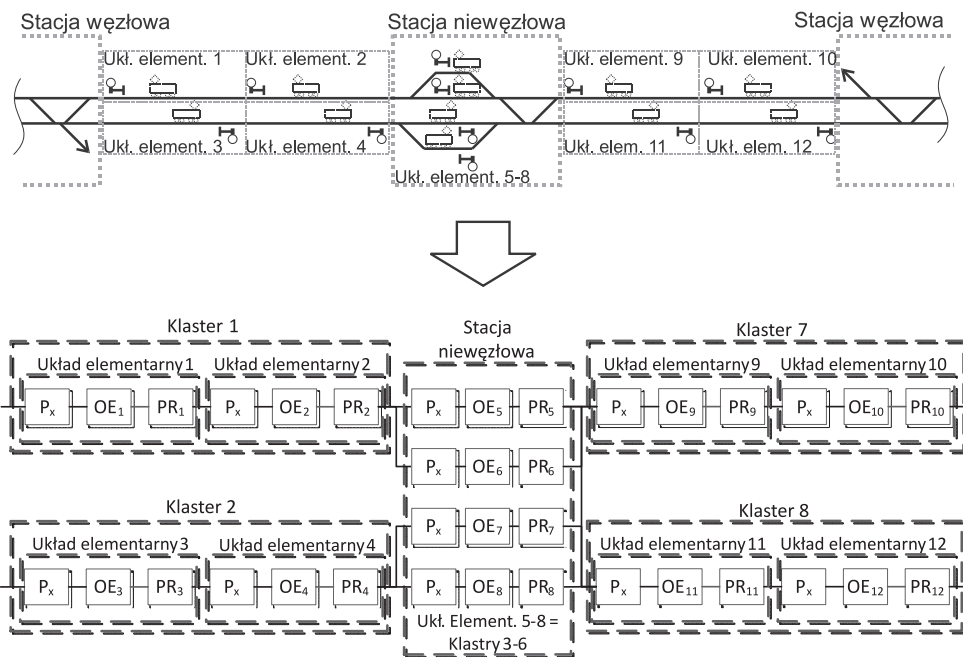 Stacja węzłowa
Stacja niewęzłowa
Stacja węzłowa
Ukł. element. 1
Ukł. element. 2
Ukł. element. 9
Ukł. element. 10
Ukł. element. 3
Ukł. element. 4
Ukł. elem. 11
Ukł. elem. 12
Ukł. element. 5-8
Klaster 1
Stacja
niewęzłowa
Klaster 7
Układ elementarny 1
Układ elementarny 2
Układ elementarny 9
Układ elementarny 10
Px OE1 PR1 Px OE2 PR2 Px OE5 PR5 Px OE9 PR9 Px OE10 PR10
Px OE6 PR6
Klaster 2
Px OE7 PR7
Klaster 8
Układ elementarny 3
Układ elementarny 4
Układ elementarny 11
Układ elementarny 12
Px OE3 PR3 Px OE4 PR4 Px OE8 PR8 Px OE11 PR11 Px OE12 PR12
Ukł. Element. 5-8 =
Klastry 3-6